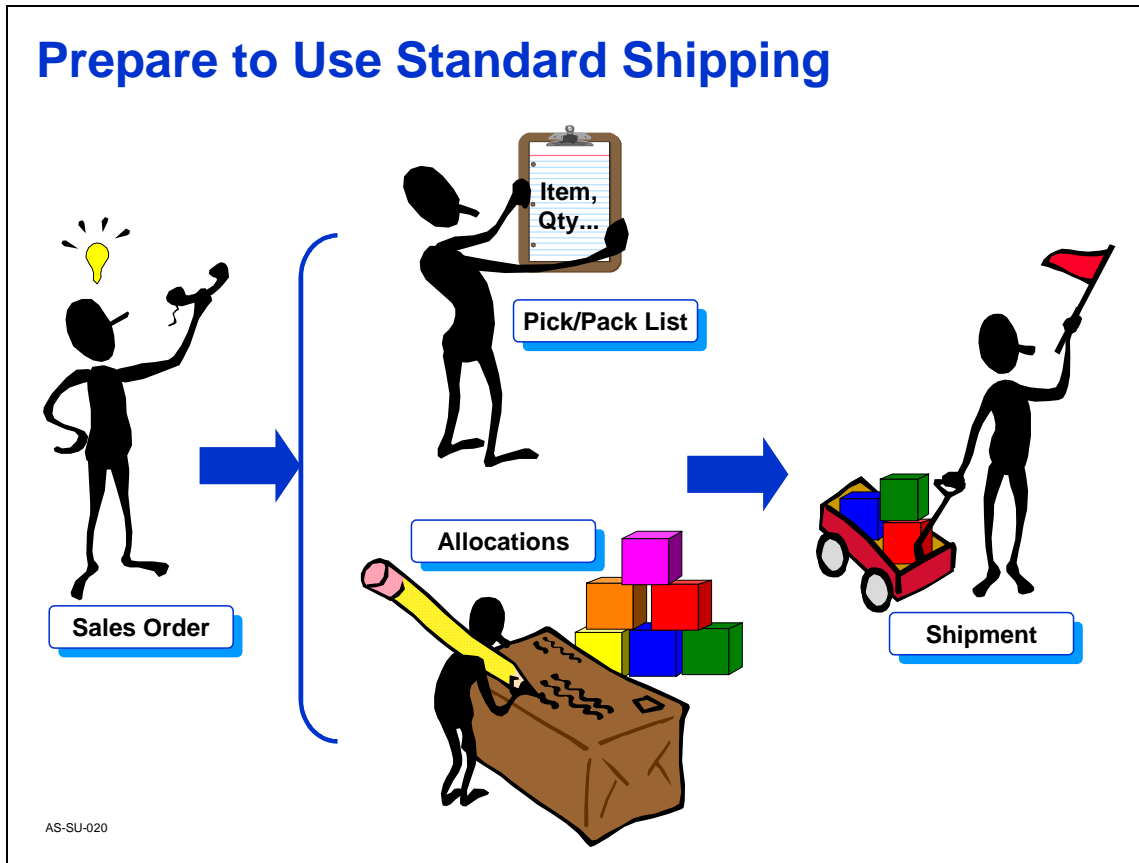 Prepare to Use Standard Shipping
Item,
Qty...
Pick/Pack List
Allocations
Sales Order
Shipment
AS-SU-020